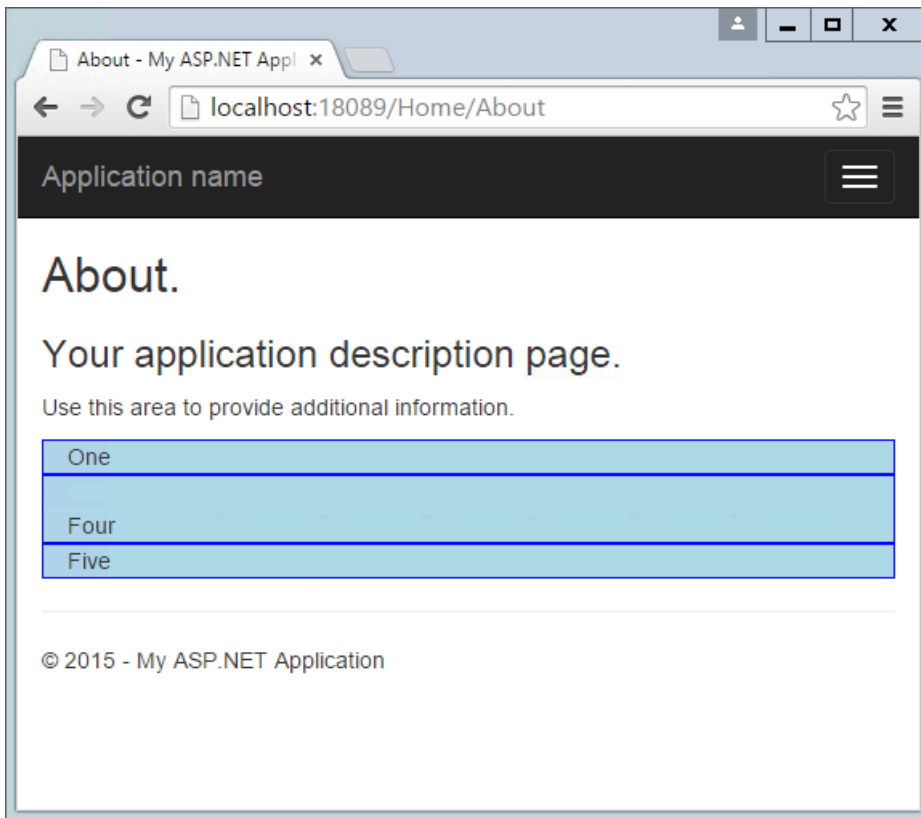 About - My ASP.NET Appl
localhost:18089/Home/About
Application name
About.
Your application description page.
Use this area to provide additional information.
One
Four
Five
© 2015 - My ASP.NET Application